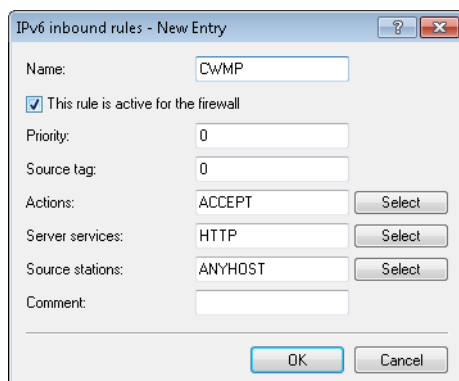 IPv6 inbound rules - New Entry
Name: CWMP
This rule is active for the firewall
Priority: 0
Source tag: 0
Actions: ACCEPT Select
Server services: HTTP Select
Source stations: ANYHOST Select
Comment:
OK Cancel